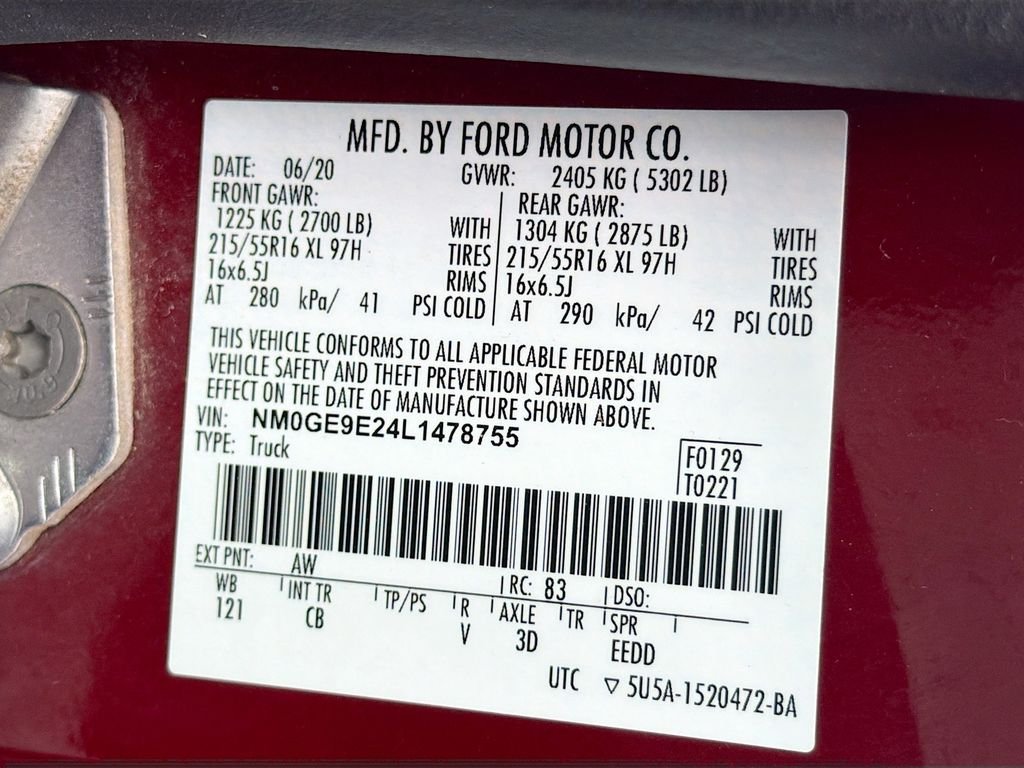 MFD. BY FORD MOTOR CO.
DATE: 06/20 GVWR: 2405 KG ( 5302 LB)
FRONT GAWR: REAR GAWR:
1225 KG ( 2700 LB) WITH 1304 KG ( 2875 LB) WITH
215/55R16 XL 97H TIRES 215/55R16 XL 97H TIRES
16x6.5J RIMS 16x6.5J RIMS
AT 280 kPa/ 41 PSI COLD AT 290 kPa/ 42 PSI COLD
THIS VEHICLE CONFORMS TO ALL APPLICABLE FEDERAL MOTOR
VEHICLE SAFETY AND THEFT PREVENTION STANDARDS IN
EFFECT ON THE DATE OF MANUFACTURE SHOWN ABOVE.
VIN: NM0GE9E24L1478755
TYPE: Truck
F0129
T0221
EXT PNT: AW RC: 83 DSO:
WB INT TR TP/PS R AXLE TR SPR
121 CB V 3D EEDD
UTC ▽ 5U5A-1520472-BA